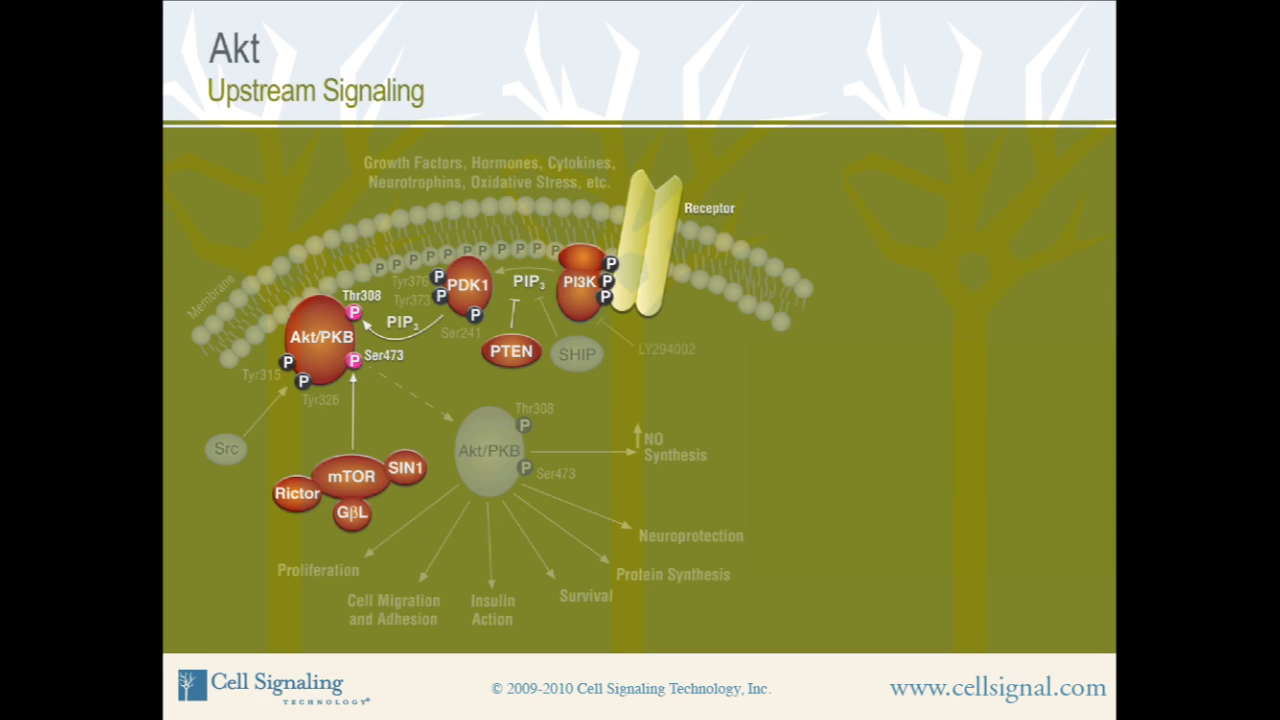 Akt
Upstream Signaling
Growth Factors, Hormones, Cytokines,
Neurotrophins, Oxidative Stress, etc.
Receptor
Membrane
P P P P P P P P P P P
Tyr376
P
PDK1
PIP3
PI3K
P
P
P
Tyr373
P
Ser241
P
Thr308
P
PIP3
Akt/PKB
Ser473
P
PTEN
SHIP
LY294002
Tyr315
P
P
Tyr326
Src
Thr308
P
Akt/PKB
P
Ser473
NO
Synthesis
mTOR
SIN1
Rictor
GβL
Neuroprotection
Proliferation
Protein Synthesis
Cell Migration
and Adhesion
Insulin
Action
Survival
Cell Signaling
TECHNOLOGY®
© 2009-2010 Cell Signaling Technology, Inc.
www.cellsignal.com